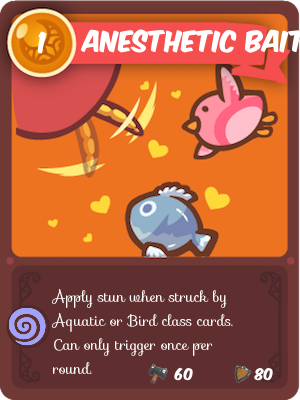 1 ANESTHETIC BAIT
Apply stun when struck by
Aquatic or Bird class cards.
Can only trigger once per
round.
60 80